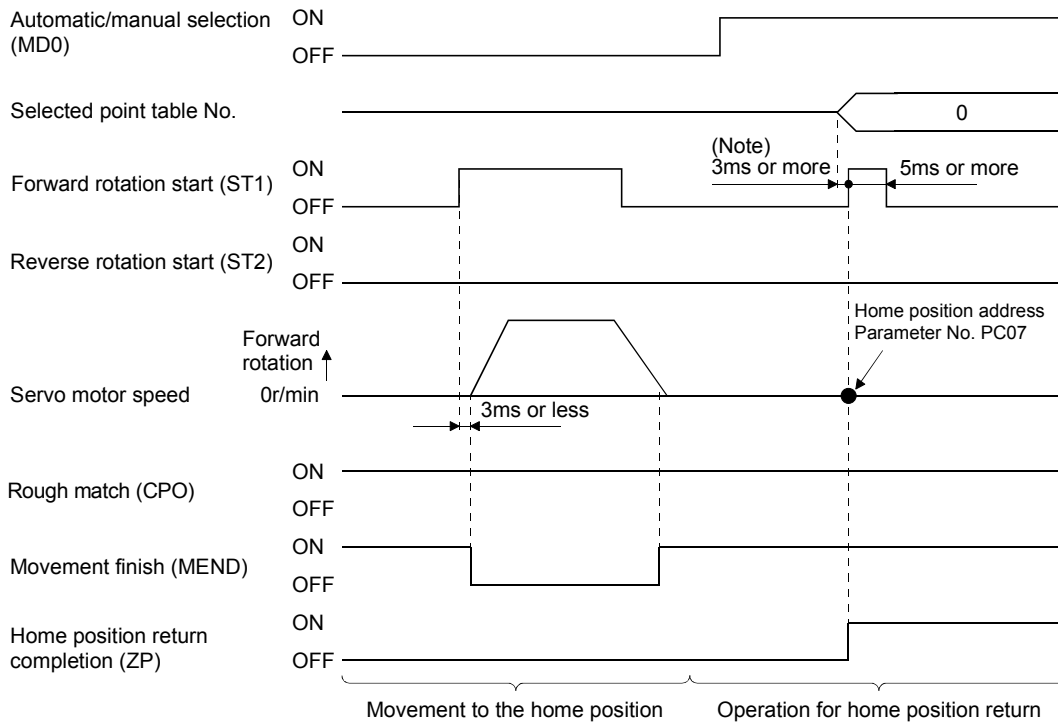 Automatic/manual selection
(MD0)
ON
OFF
Selected point table No.
0
(Note)
3ms or more
5ms or more
Forward rotation start (ST1)
ON
OFF
Reverse rotation start (ST2)
ON
OFF
Home position address
Parameter No. PC07
Forward
rotation
Servo motor speed
0r/min
3ms or less
Rough match (CPO)
ON
OFF
Movement finish (MEND)
ON
OFF
Home position return
completion (ZP)
ON
OFF
Movement to the home position
Operation for home position return